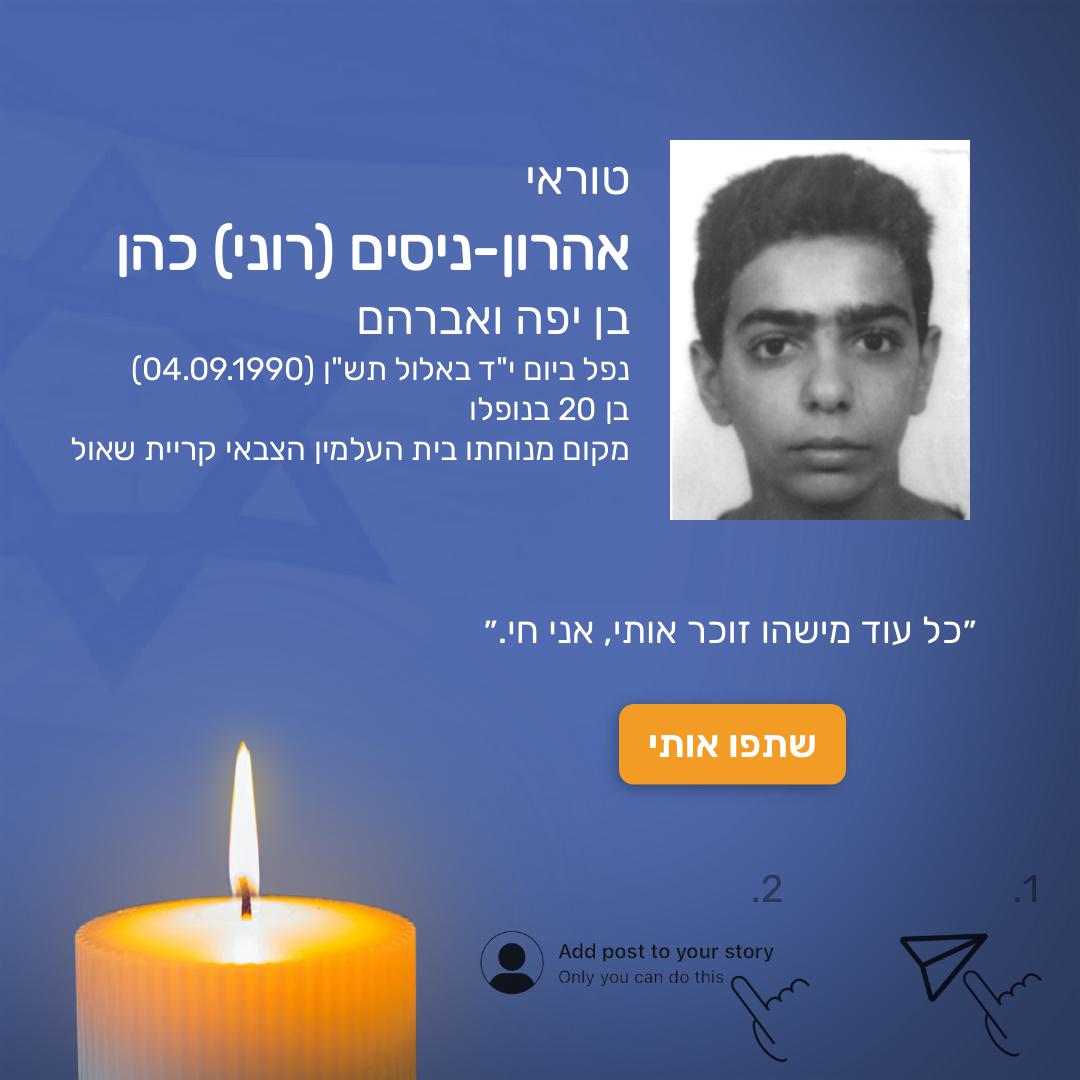 טוראי
אהרון-ניסים (רוני) כהן
בן יפה ואברהם
נפל ביום י"ד באלול תש"ן (04.09.1990)
בן 20 בנופלו
מקום מנוחתו בית העלמין הצבאי קריית שאול
״כל עוד מישהו זוכר אותי, אני חי.״
שתפו אותי
1.
2.
Add post to your story
Only you can do this